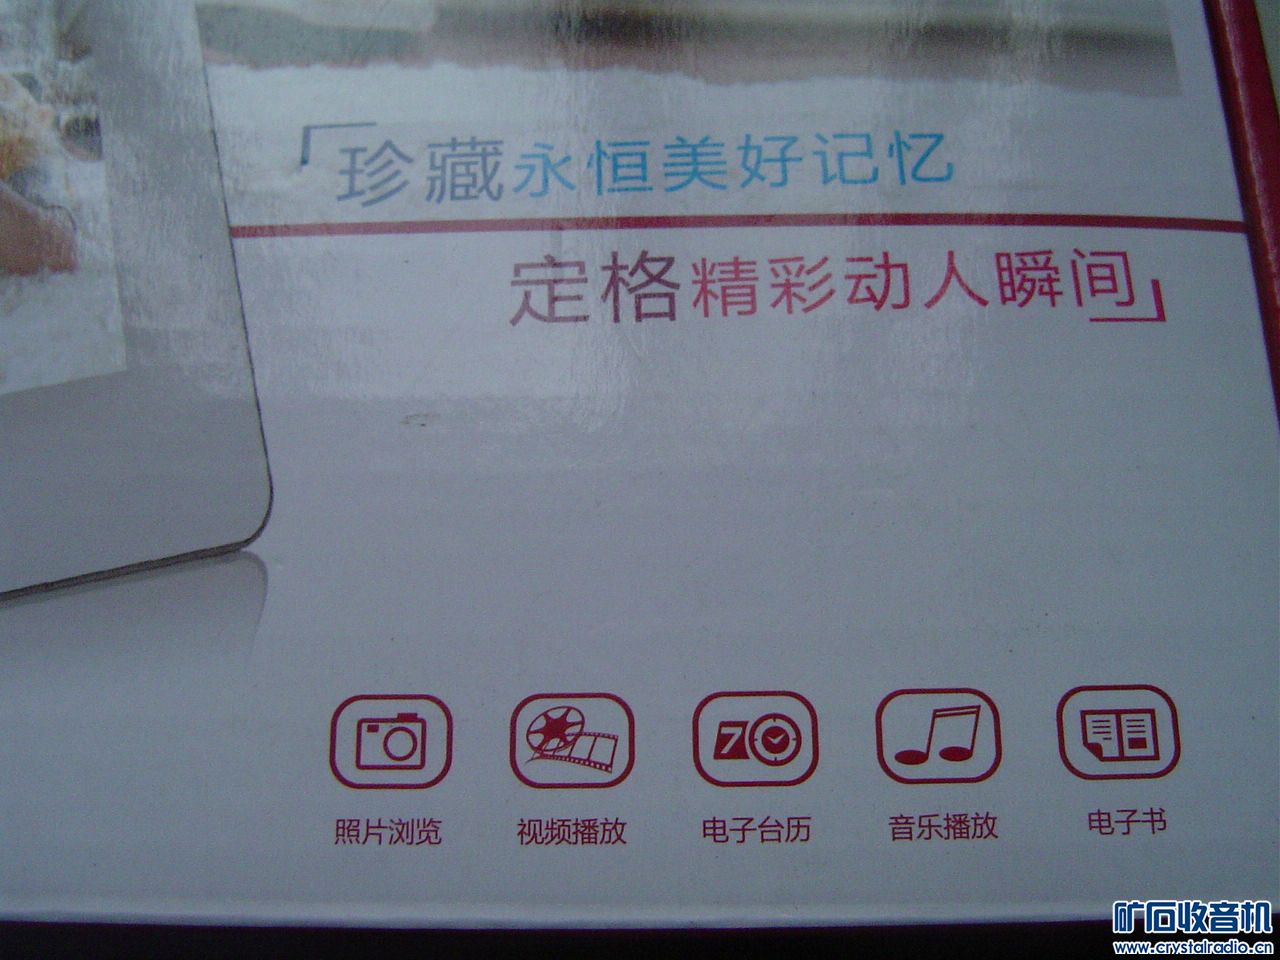 「珍藏永恒美好记忆
定格精彩动人瞬间」
7
照片浏览 视频播放 电子台历 音乐播放 电子书
矿石收音机
www.crystalradio.cn